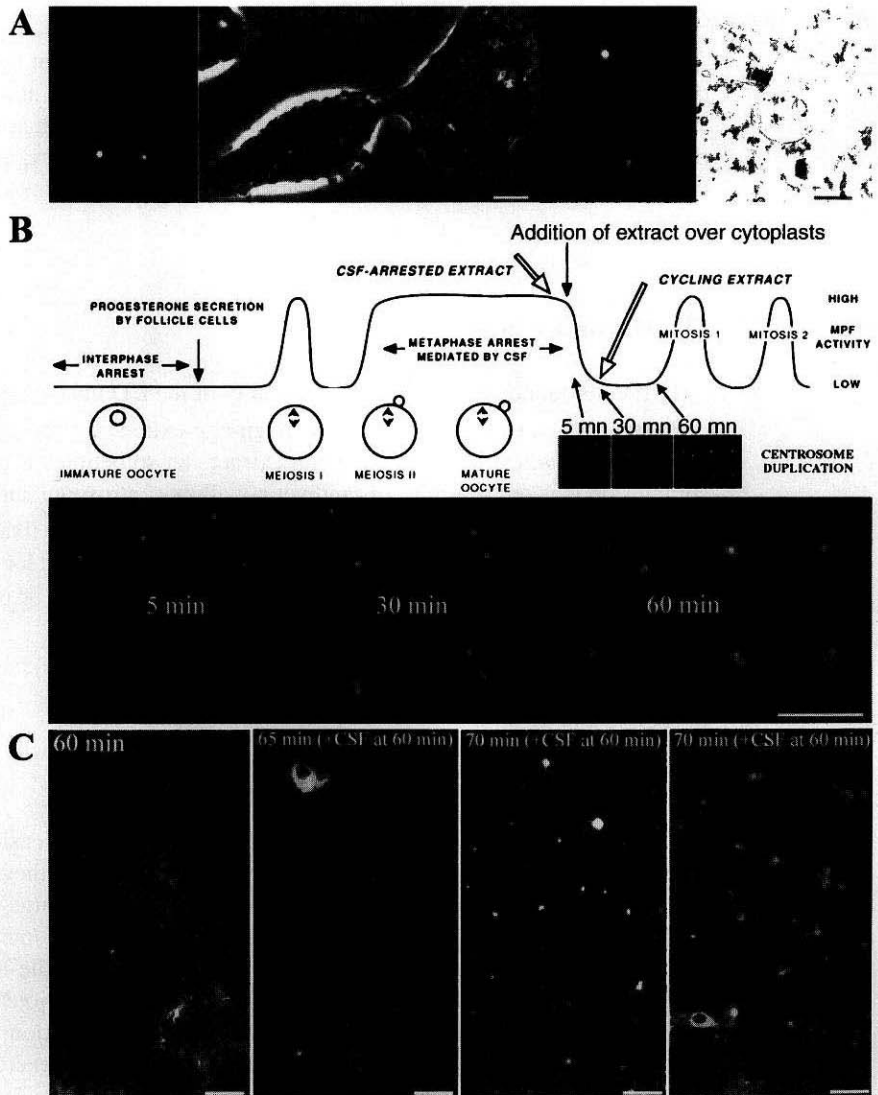 A
B
Addition of extract over cytoplasts
CSF-ARRESTED EXTRACT
CYCLING EXTRACT
PROGESTERONE SECRETION
BY FOLLICLE CELLS
HIGH
INTERPHASE
ARREST
METAPHASE ARREST
MEDIATED BY CSF
MITOSIS 1
MITOSIS 2
MPF
ACTIVITY
LOW
5 mn 30 mn 60 mn
CENTROSOME
DUPLICATION
IMMATURE OOCYTE
MEIOSIS I
MEIOSIS II
MATURE
OOCYTE
5 min
30 min
60 min
C
60 min
65 min (+CSF at 60 min)
70 min (+CSF at 60 min)
70 min (+CSF at 60 min)